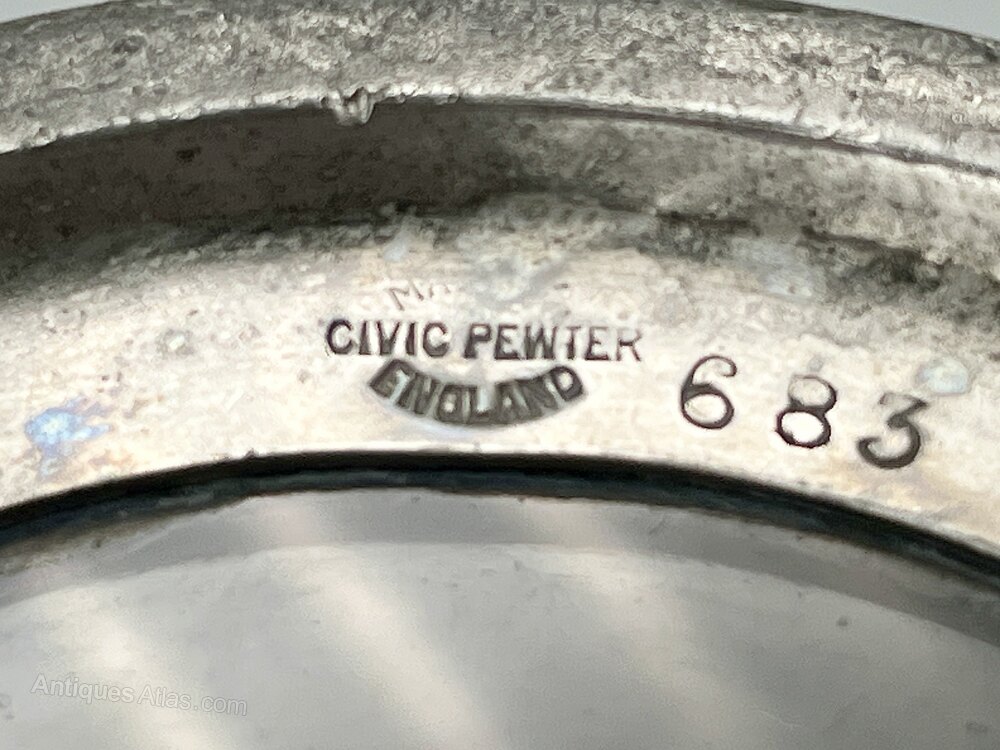 CIVIC PEWTER
ENGLAND
683
Antiques Atlas.com